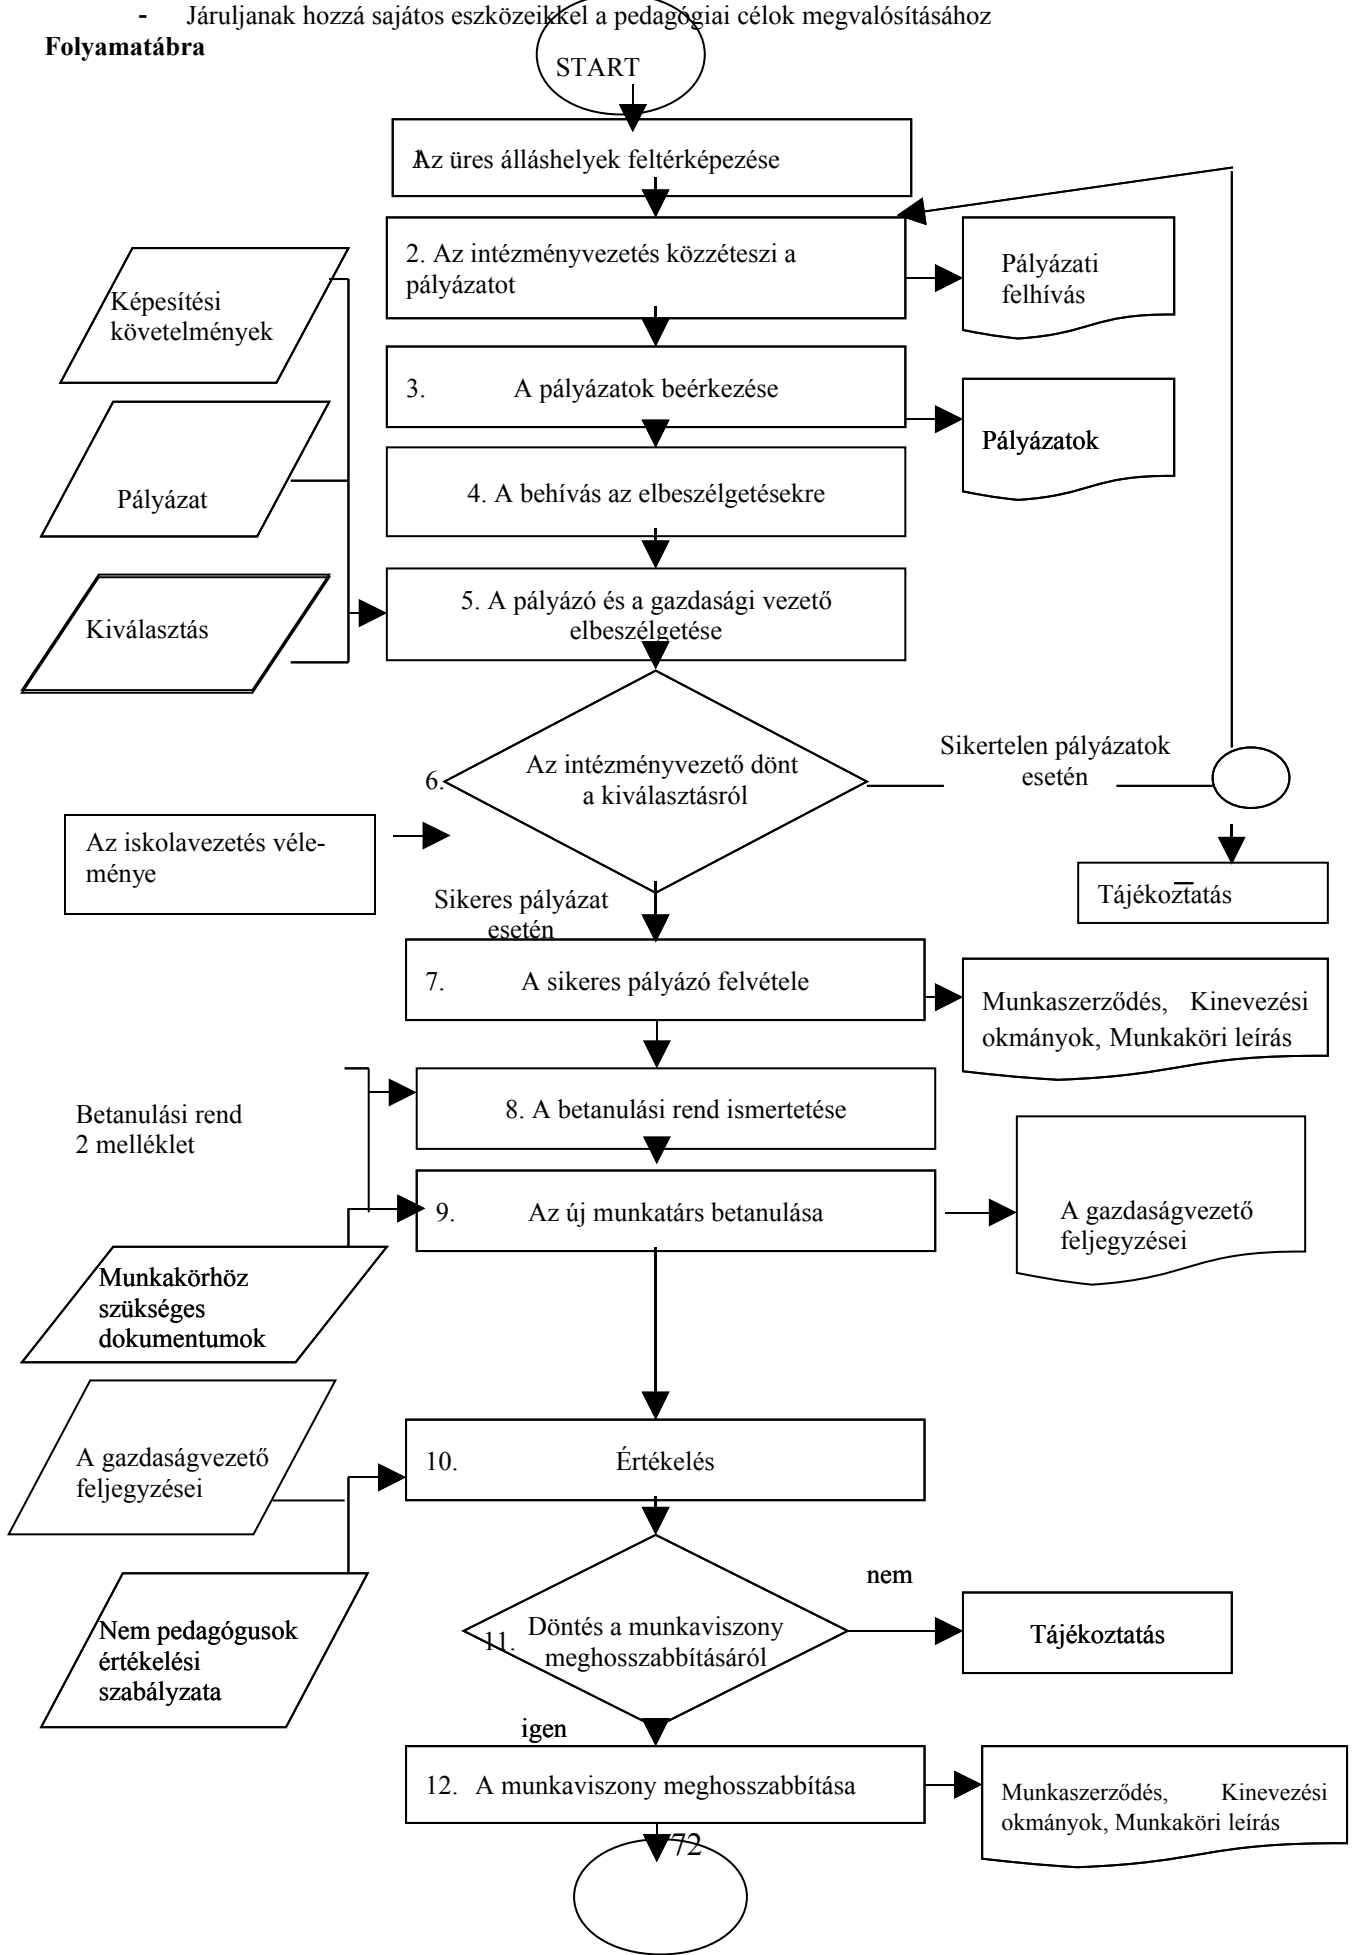 - Járuljanak hozzá sajátos eszközeikkel a pedagógiai célok megvalósításához
Folyamatábra
START
1. Az üres álláshelyek feltérképezése
2. Az intézményvezetés közzéteszi a
pályázatot
Pályázati
felhívás
Képesítési
követelmények
3. A pályázatok beérkezése
Pályázatok
Pályázat
4. A behívás az elbeszélgetésekre
5. A pályázó és a gazdasági vezető
elbeszélgetése
Kiválasztás
6. Az intézményvezető dönt
a kiválasztásról
Sikertelen pályázatok
esetén
Az iskolavezetés véle-
ménye
Tájékoztatás
Sikeres pályázat
esetén
7. A sikeres pályázó felvétele
Munkaszerződés, Kinevezési
okmányok, Munkaköri leírás
8. A betanulási rend ismertetése
Betanulási rend
2 melléklet
9. Az új munkatárs betanulása
A gazdaságvezető
feljegyzései
Munkakörhöz
szükséges
dokumentumok
A gazdaságvezető
feljegyzései
10. Értékelés
nem
11. Döntés a munkaviszony
meghosszabbításáról
Tájékoztatás
Nem pedagógusok
értékelési
szabályzata
igen
12. A munkaviszony meghosszabbítása
Munkaszerződés, Kinevezési
okmányok, Munkaköri leírás
72